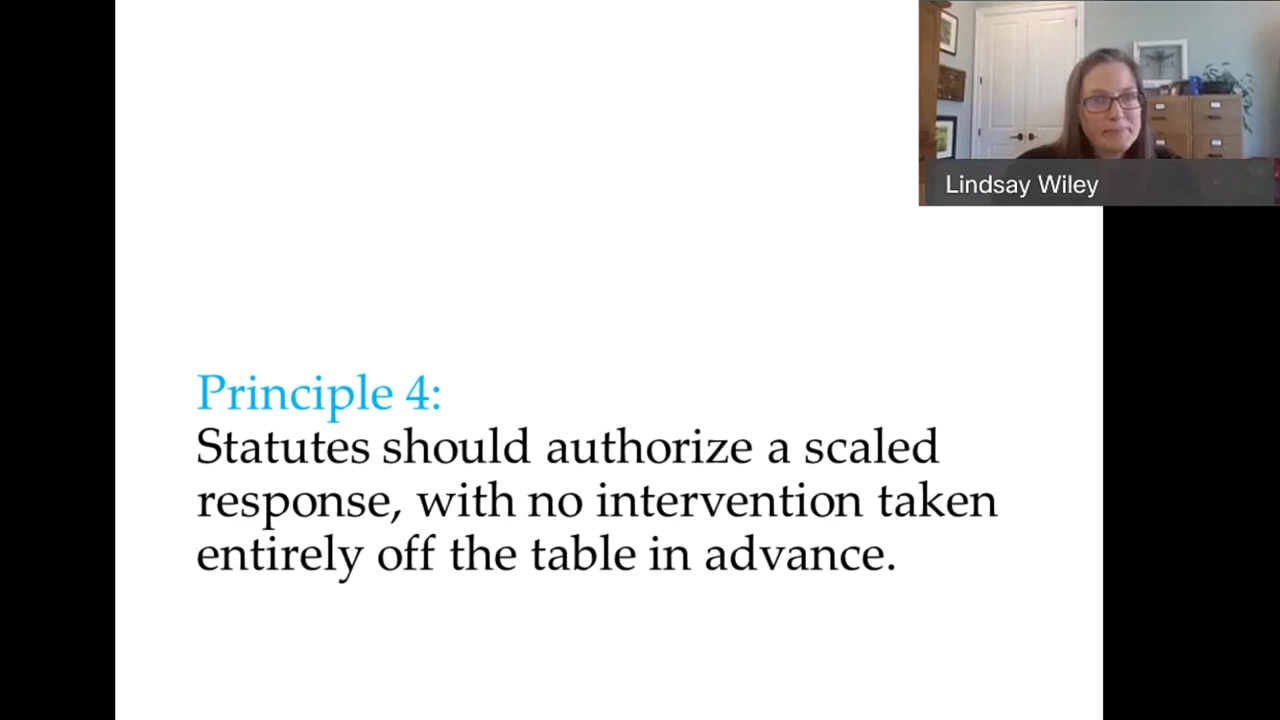 Lindsay Wiley
Principle 4:
Statutes should authorize a scaled
response, with no intervention taken
entirely off the table in advance.